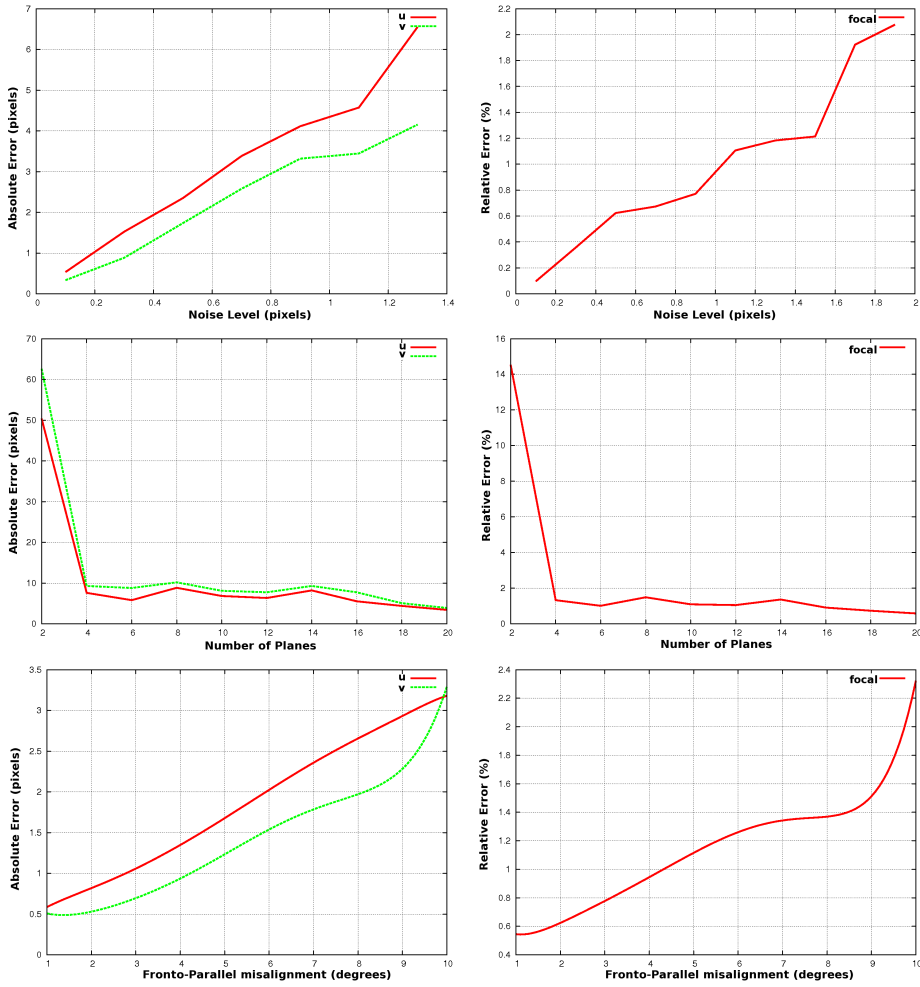 7
6
5
4
3
2
1
0
0 0.2 0.4 0.6 0.8 1 1.2 1.4
Absolute Error (pixels)
Noise Level (pixels)
u
v
2.2
2
1.8
1.6
1.4
1.2
1
0.8
0.6
0.4
0.2
0
0 0.2 0.4 0.6 0.8 1 1.2 1.4 1.6 1.8 2
Relative Error (%)
Noise Level (pixels)
focal
70
60
50
40
30
20
10
0
2 4 6 8 10 12 14 16 18 20
Absolute Error (pixels)
Number of Planes
u
v
16
14
12
10
8
6
4
2
0
2 4 6 8 10 12 14 16 18 20
Relative Error (%)
Number of Planes
focal
3.5
3
2.5
2
1.5
1
0.5
0
1 2 3 4 5 6 7 8 9 10
Absolute Error (pixels)
Fronto-Parallel misalignment (degrees)
u
v
2.4
2.2
2
1.8
1.6
1.4
1.2
1
0.8
0.6
0.4
1 2 3 4 5 6 7 8 9 10
Relative Error (%)
Fronto-Parallel misalignment (degrees)
focal